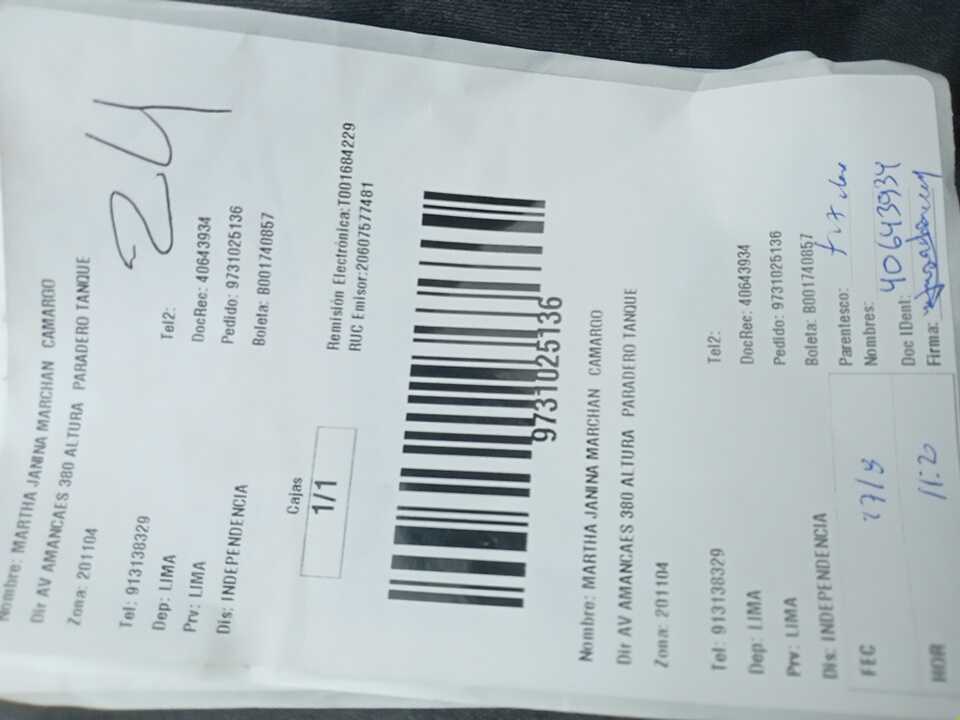 Nombre: MARTHA JANINA MARCHAN CAMARGO
Dir AV AMANCAES 380 ALTURA PARADERO TANQUE
Zona: 201104
24
Tel: 913138329 Tel2:
Dep: LIMA DocRec: 40643934
Prv: LIMA Pedido: 9731025136
Dis: INDEPENDENCIA Boleta: B001740857
Cajas
1/1
Remisión Electrónica:T001684229
RUC Emisor:20607577481
9731025136
Nombre: MARTHA JANINA MARCHAN CAMARGO
Dir AV AMANCAES 380 ALTURA PARADERO TANQUE
Zona: 201104
Tel: 913138329 Tel2:
Dep: LIMA DocRec: 40643934
Prv: LIMA Pedido: 9731025136
Dis: INDEPENDENCIA Boleta: B001740857
FEC 27/9 Parentesco:
Nombres:
HOR 11:20 Doc IDent: 40643934
Firma: